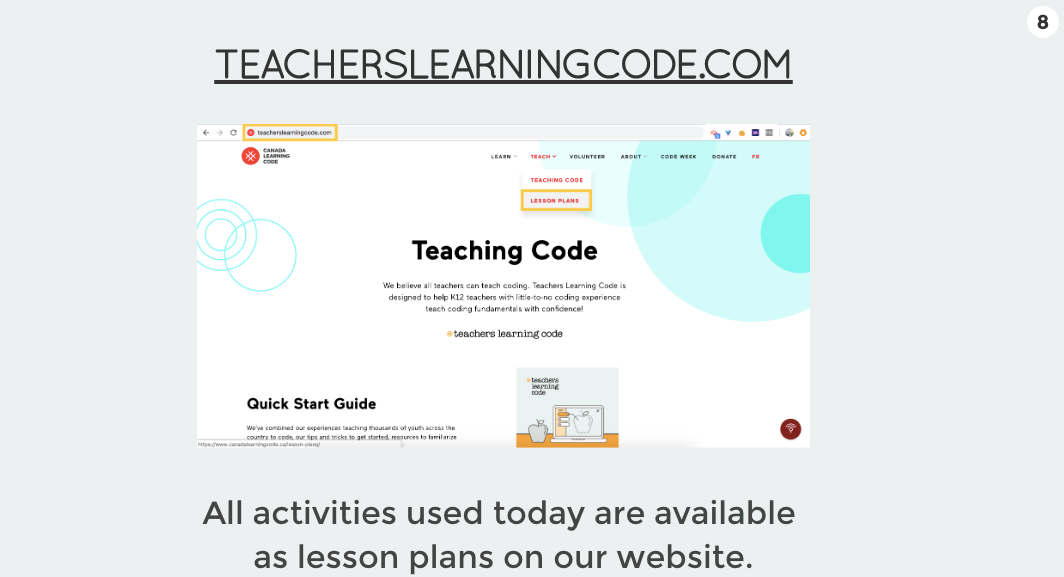 8
TEACHERSLEARNINGCODE.COM
teacherslearningcode.com
CANADA
LEARNING
CODE
LEARN TEACH VOLUNTEER ABOUT CODE WEEK DONATE FR
TEACHING CODE
LESSON PLANS
Teaching Code
We believe all teachers can teach coding. Teachers Learning Code is
designed to help K12 teachers with little-to-no coding experience
teach coding fundamentals with confidence!
teachers learning code
teachers
learning
code
Quick Start Guide
We've combined our experiences teaching thousands of youth across the
country to code, our tips and tricks to get started, resources to familiarize
https://www.canadalearningcode.ca/lesson-plans/
All activities used today are available
as lesson plans on our website.